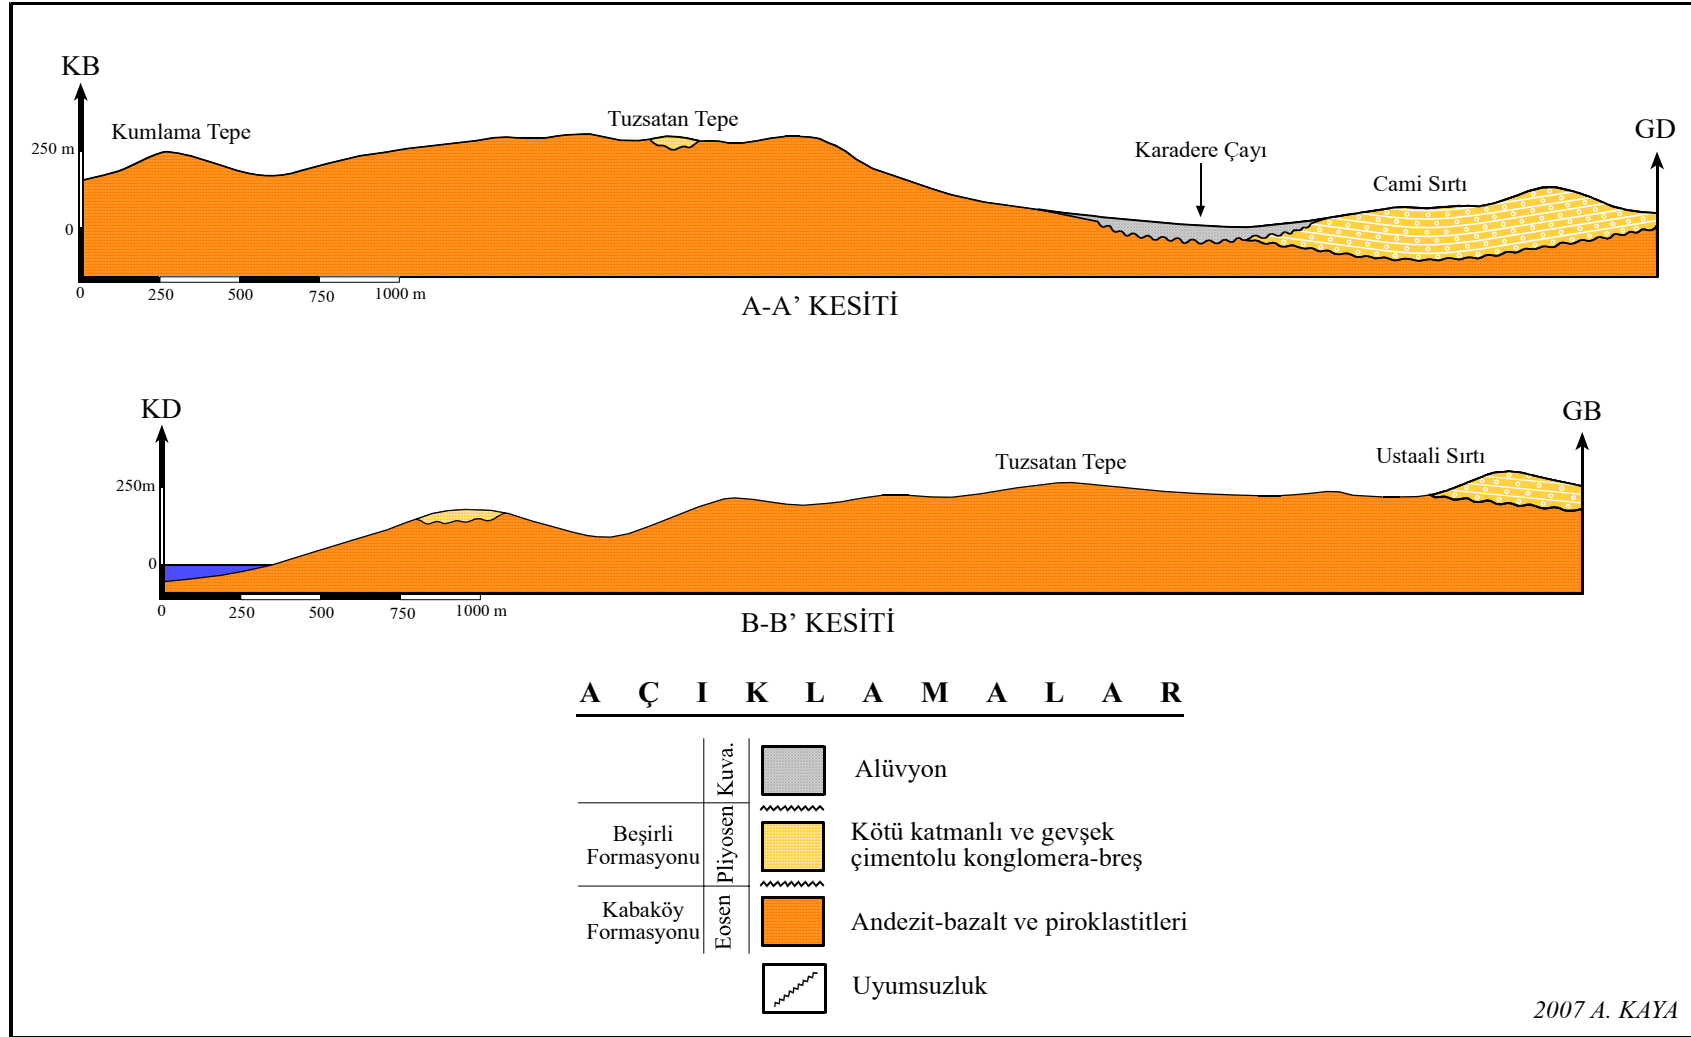 KB
Kumlama Tepe
Tuzsatan Tepe
Karadere Çayı
GD
Cami Sırtı
250 m
0
0
250
500
750
1000 m
A-A’ KESİTİ
KD
GB
Tuzsatan Tepe
Ustaali Sırtı
250m
0
0
250
500
750
1000 m
B-B’ KESİTİ
A Ç I K L A M A L A R
Kuva.
Alüvyon
Beşirli
Formasyonu
Pliyosen
Kötü katmanlı ve gevşek
çimentolu konglomera-breş
Kabaköy
Formasyonu
Eosen
Andezit-bazalt ve piroklastitleri
Uyumsuzluk
2007 A. KAYA